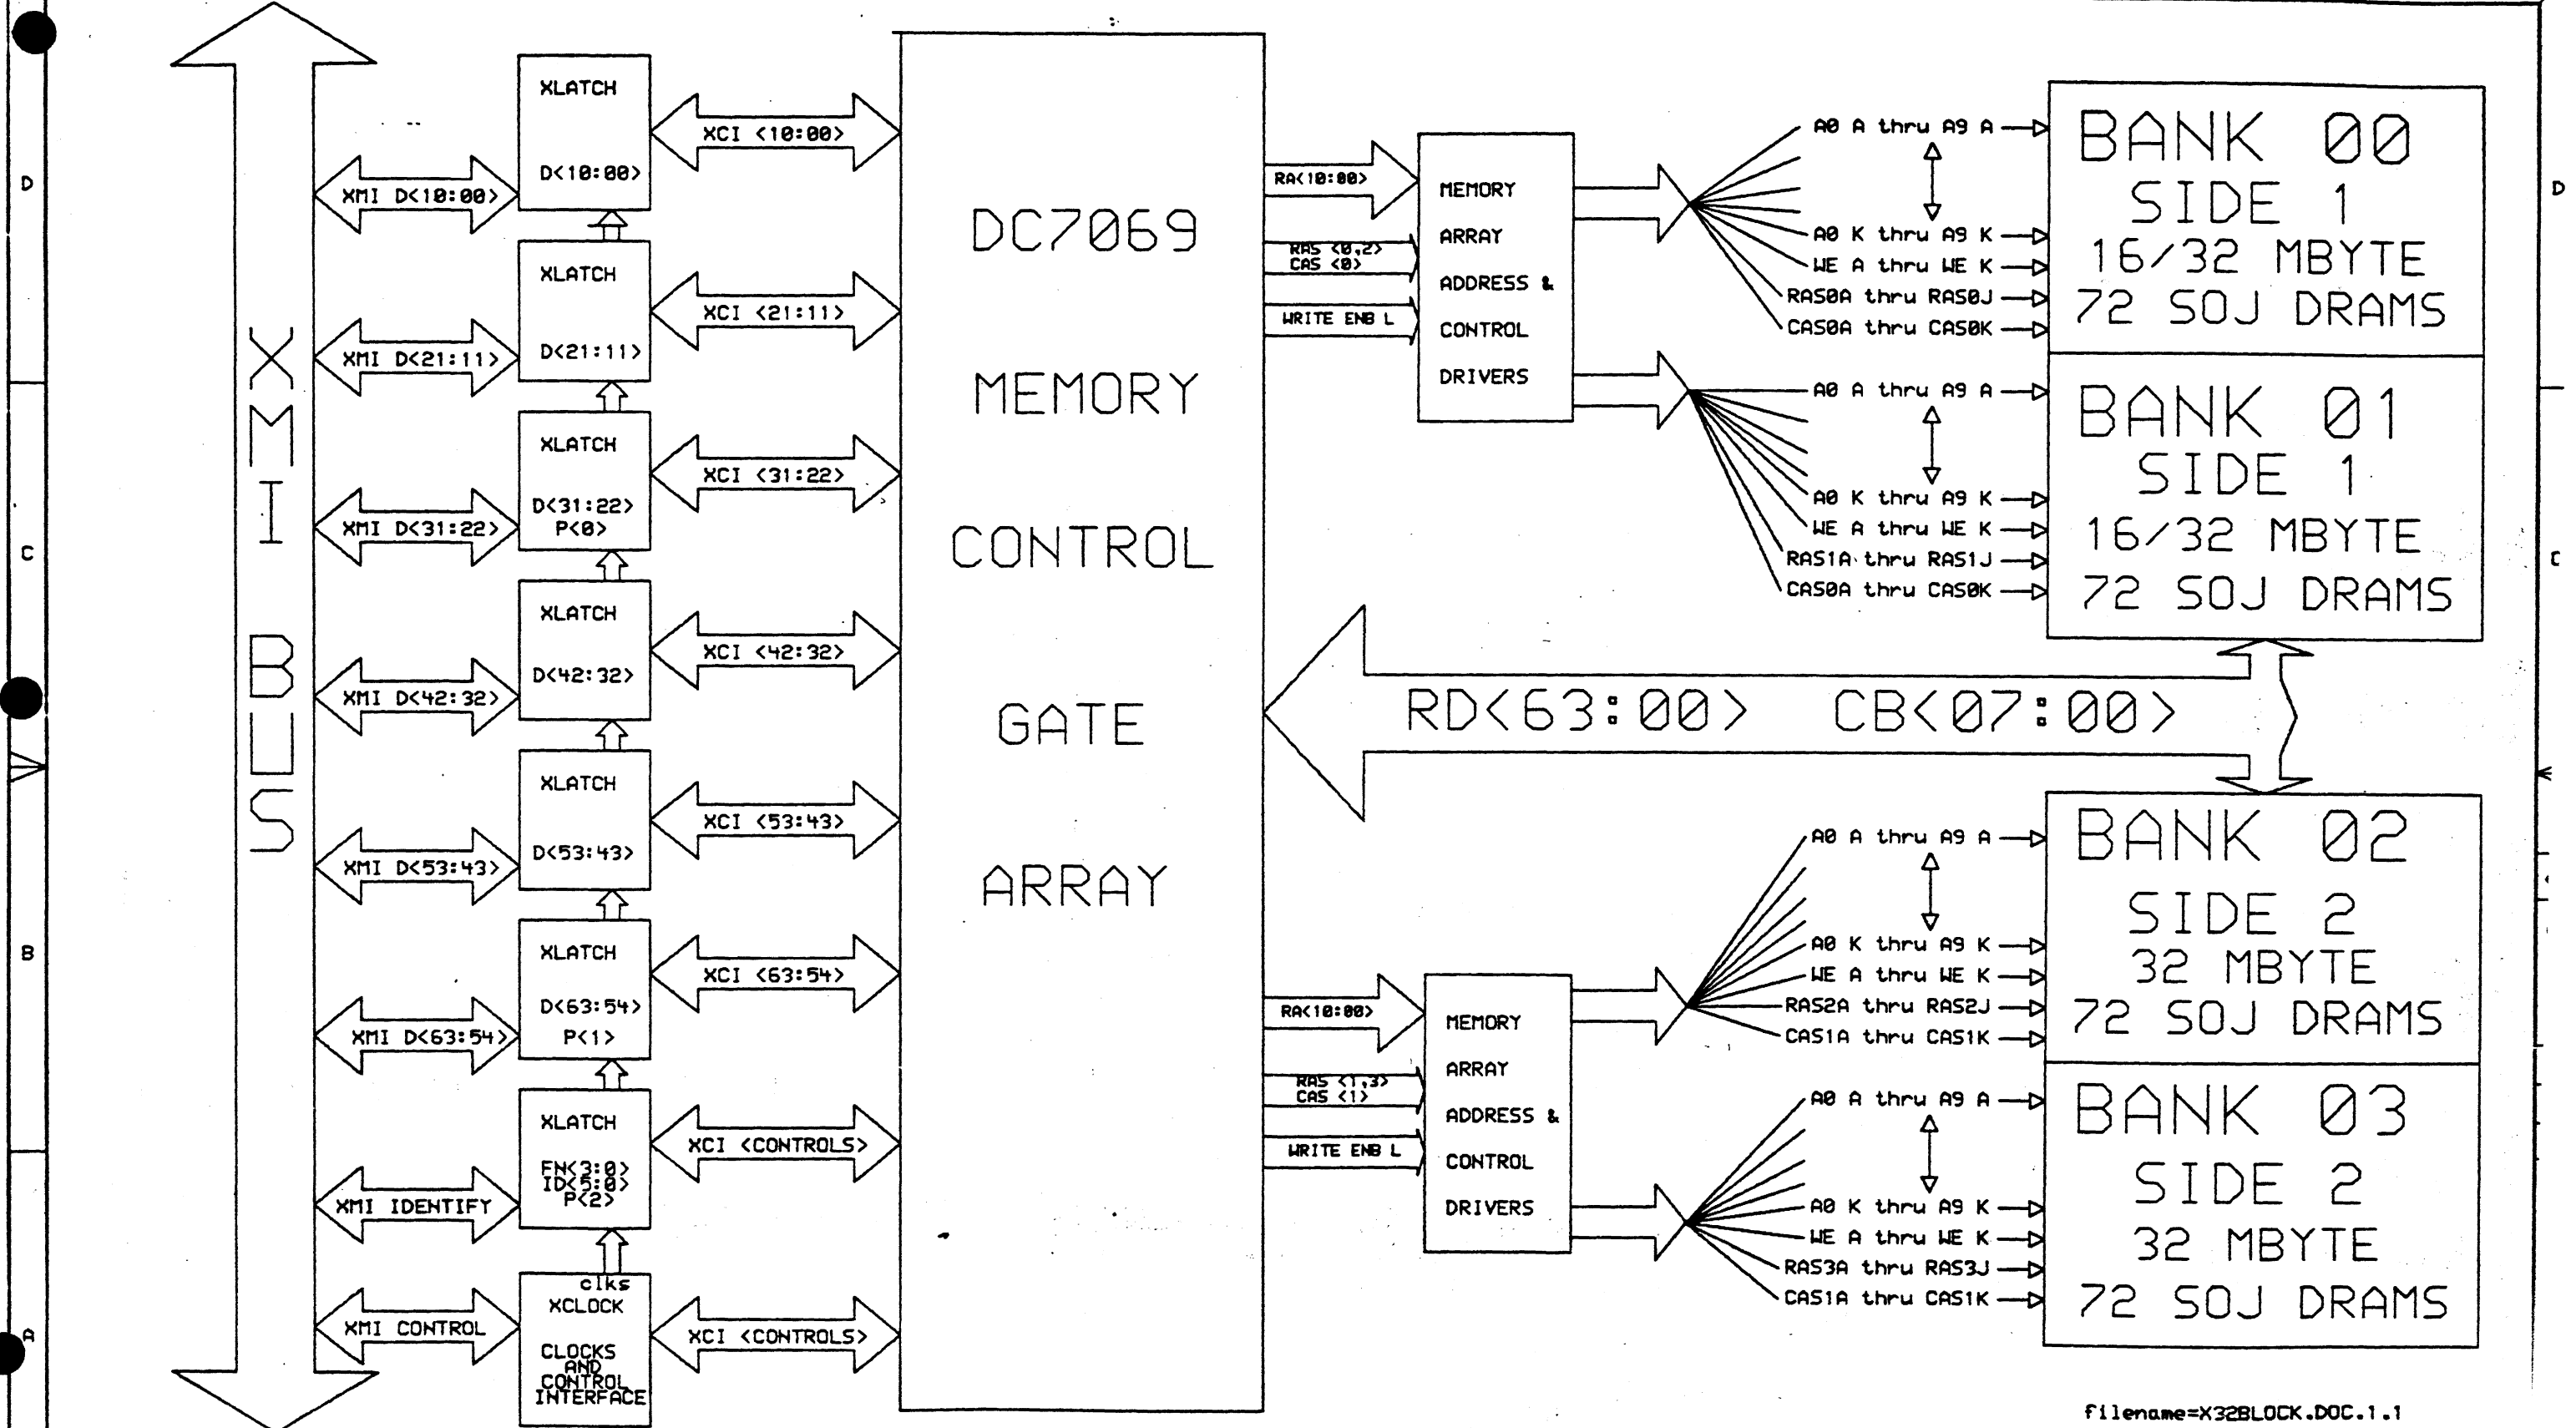 D
C
B
A
D
C
XMI BUS
XMI D<10:00>
XMI D<21:11>
XMI D<31:22>
XMI D<42:32>
XMI D<53:43>
XMI D<63:54>
XMI IDENTIFY
XMI CONTROL
XLATCH
D<10:00>
XLATCH
D<21:11>
XLATCH
D<31:22>
P<0>
XLATCH
D<42:32>
XLATCH
D<53:43>
XLATCH
D<63:54>
P<1>
XLATCH
FN<3:0>
ID<5:0>
P<2>
clks
XCLOCK
CLOCKS
AND
CONTROL
INTERFACE
XCI <10:00>
XCI <21:11>
XCI <31:22>
XCI <42:32>
XCI <53:43>
XCI <63:54>
XCI <CONTROLS>
XCI <CONTROLS>
DC7069
MEMORY
CONTROL
GATE
ARRAY
RA<10:00>
RAS <0,2>
CAS <0>
WRITE ENB L
MEMORY
ARRAY
ADDRESS &
CONTROL
DRIVERS
A0 A thru A9 A
A0 K thru A9 K
WE A thru WE K
RAS0A thru RAS0J
CAS0A thru CAS0K
BANK 00
SIDE 1
16/32 MBYTE
72 SOJ DRAMS
A0 A thru A9 A
A0 K thru A9 K
WE A thru WE K
RAS1A thru RAS1J
CAS0A thru CAS0K
BANK 01
SIDE 1
16/32 MBYTE
72 SOJ DRAMS
RD<63:00> CB<07:00>
RA<10:00>
RAS <1,3>
CAS <1>
WRITE ENB L
MEMORY
ARRAY
ADDRESS &
CONTROL
DRIVERS
A0 A thru A9 A
A0 K thru A9 K
WE A thru WE K
RAS2A thru RAS2J
CAS1A thru CAS1K
BANK 02
SIDE 2
32 MBYTE
72 SOJ DRAMS
A0 A thru A9 A
A0 K thru A9 K
WE A thru WE K
RAS3A thru RAS3J
CAS1A thru CAS1K
BANK 03
SIDE 2
32 MBYTE
72 SOJ DRAMS
filename=X32BLOCK.DOC.1.1